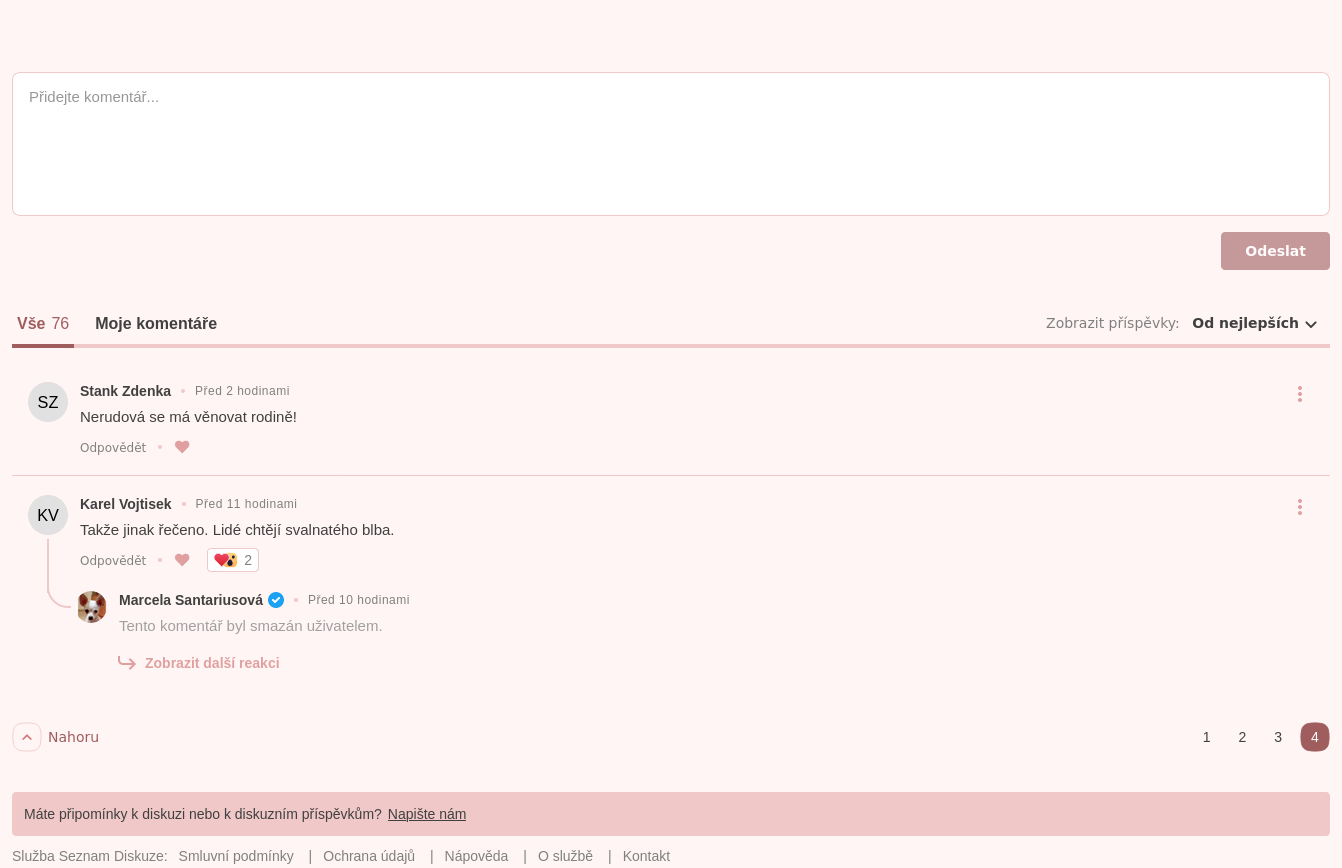 Přidejte komentář...
Odeslat
Vše 76 Moje komentáře Zobrazit příspěvky: Od nejlepších
SZ Stank Zdenka • Před 2 hodinami
Nerudová se má věnovat rodině!
Odpovědět •
KV Karel Vojtisek • Před 11 hodinami
Takže jinak řečeno. Lidé chtějí svalnatého blba.
Odpovědět • 2
Marcela Santariusová • Před 10 hodinami
Tento komentář byl smazán uživatelem.
Zobrazit další reakci
Nahoru 1 2 3 4
Máte připomínky k diskuzi nebo k diskuzním příspěvkům? Napište nám
Služba Seznam Diskuze: Smluvní podmínky | Ochrana údajů | Nápověda | O službě | Kontakt